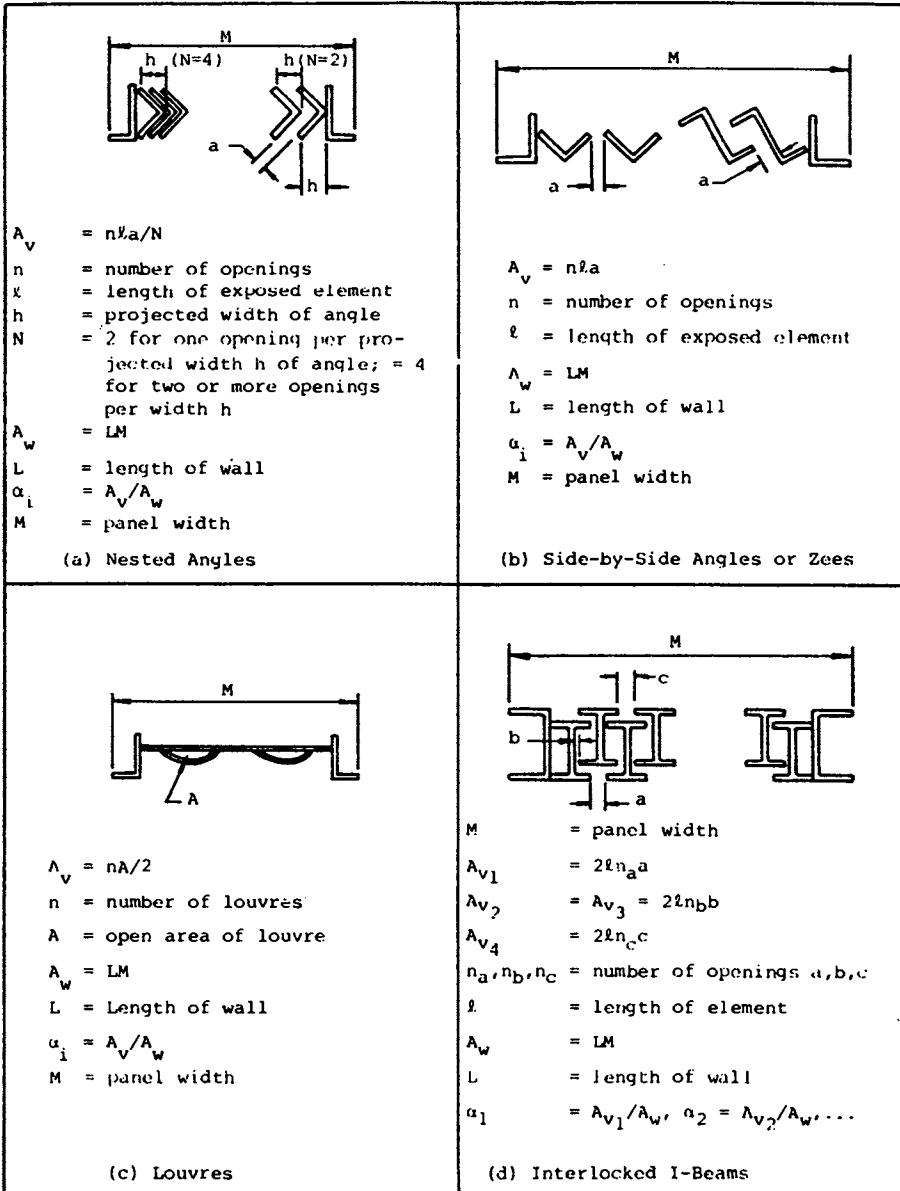 M
h (N=4)
h(N=2)
a
h
A_v = nℓa/N
n = number of openings
ℓ = length of exposed element
h = projected width of angle
N = 2 for one opening per pro-
jected width h of angle; = 4
for two or more openings
per width h
A_w = LM
L = length of wall
α_i = A_v/A_w
M = panel width
(a) Nested Angles
M
a
a
A_v = nℓa
n = number of openings
ℓ = length of exposed element
A_w = LM
L = length of wall
α_i = A_v/A_w
M = panel width
(b) Side-by-Side Angles or Zees
M
A
A_v = nA/2
n = number of louvres
A = open area of louvre
A_w = LM
L = Length of wall
α_i = A_v/A_w
M = panel width
(c) Louvres
M
c
b
a
M = panel width
A_v1 = 2ℓn_a a
A_v2 = A_v3 = 2ℓn_b b
A_v4 = 2ℓn_c c
n_a,n_b,n_c = number of openings a,b,c
ℓ = length of element
A_w = LM
L = length of wall
α_1 = A_v1/A_w, α_2 = A_v2/A_w,...
(d) Interlocked I-Beams